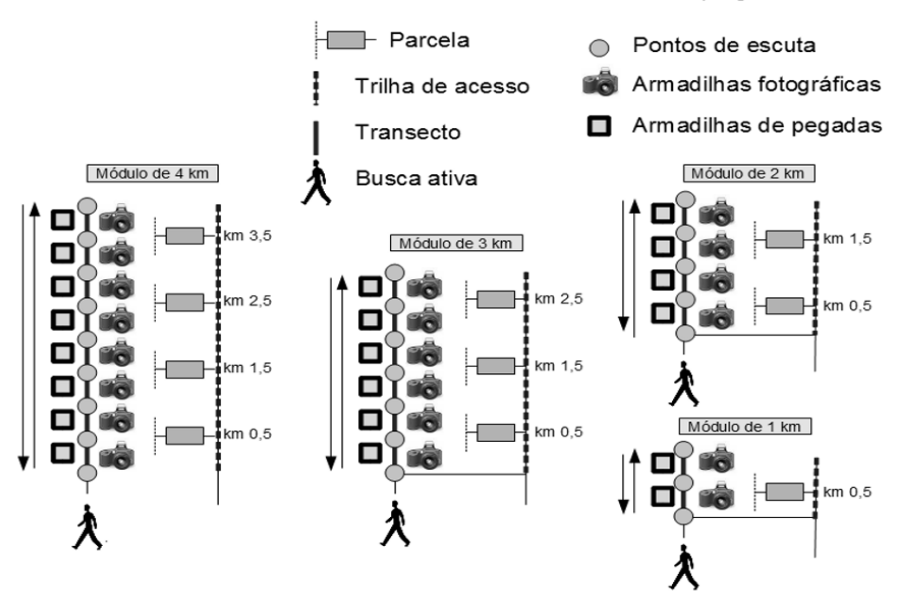 Parcela
Trilha de acesso
Transecto
Busca ativa
Pontos de escuta
Armadilhas fotográficas
Armadilhas de pegadas
Módulo de 4 km
km 3,5
km 2,5
km 1,5
km 0,5
Módulo de 3 km
km 2,5
km 1,5
km 0,5
Módulo de 2 km
km 1,5
km 0,5
Módulo de 1 km
km 0,5